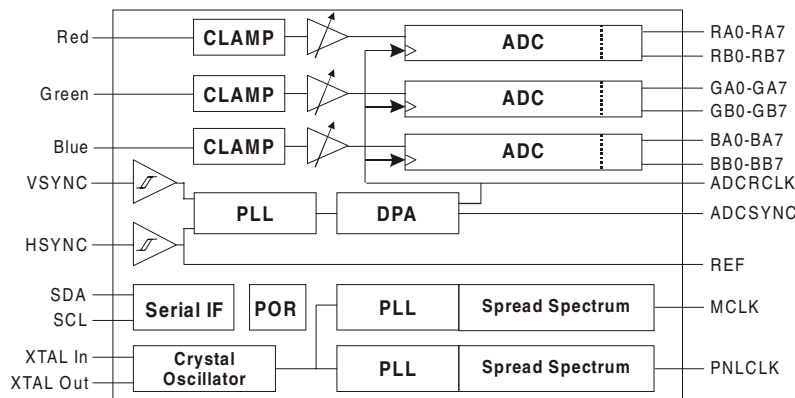 Red CLAMP ADC RA0-RA7
RB0-RB7
Green CLAMP ADC GA0-GA7
GB0-GB7
Blue CLAMP ADC BA0-BA7
BB0-BB7
VSYNC ADCRCLK
PLL DPA ADCSYNC
HSYNC REF
SDA Serial IF POR PLL Spread Spectrum MCLK
SCL
XTAL In Crystal Oscillator PLL Spread Spectrum PNLCLK
XTAL Out